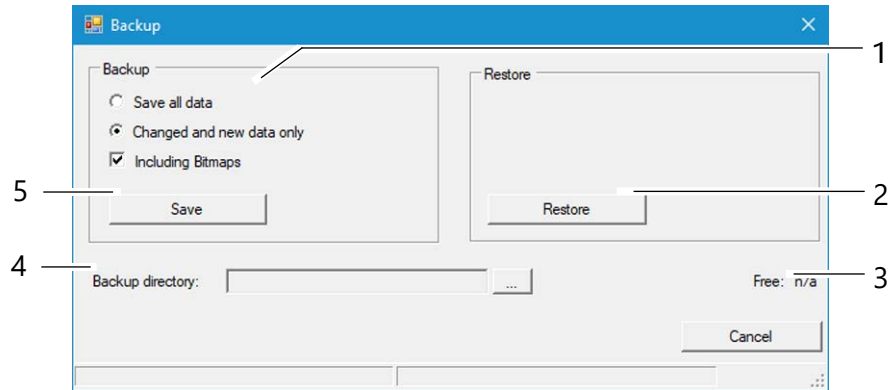 Backup
1
Backup
Restore
Save all data
Changed and new data only
Including Bitmaps
5
Save
Restore
2
4
Backup directory:
...
Free: n/a
3
Cancel